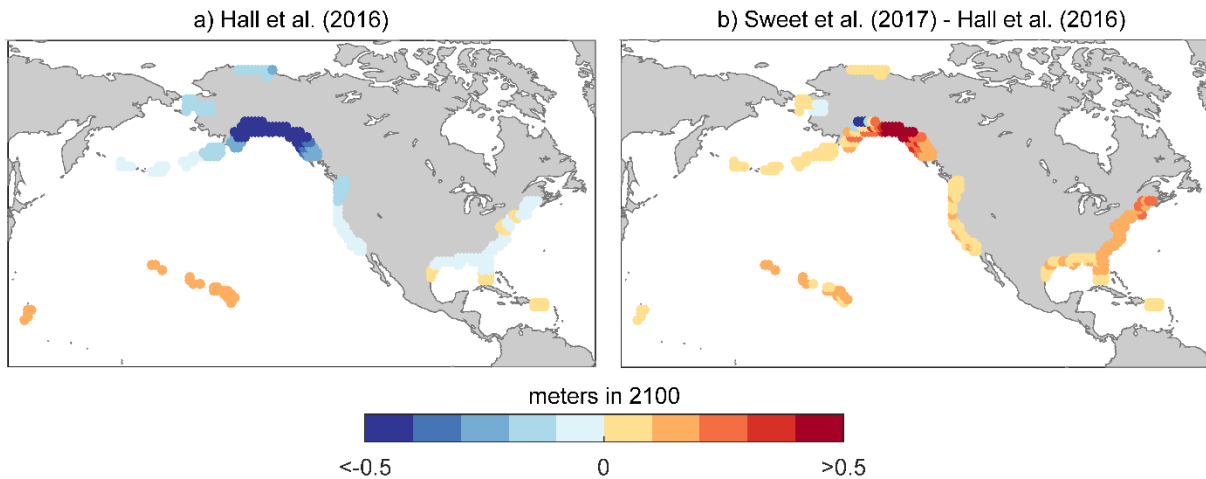 a) Hall et al. (2016)
b) Sweet et al. (2017) - Hall et al. (2016)
meters in 2100
<-0.5
0
>0.5